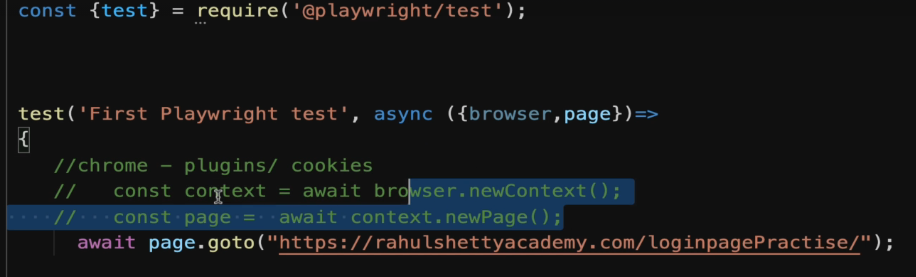 const {test} = require('@playwright/test');
test('First Playwright test', async ({browser,page})=>
{
//chrome – plugins/ cookies
// const context = await browser.newContext();
// const page = await context.newPage();
await page.goto("https://rahulshettyacademy.com/loginpagePractise/");